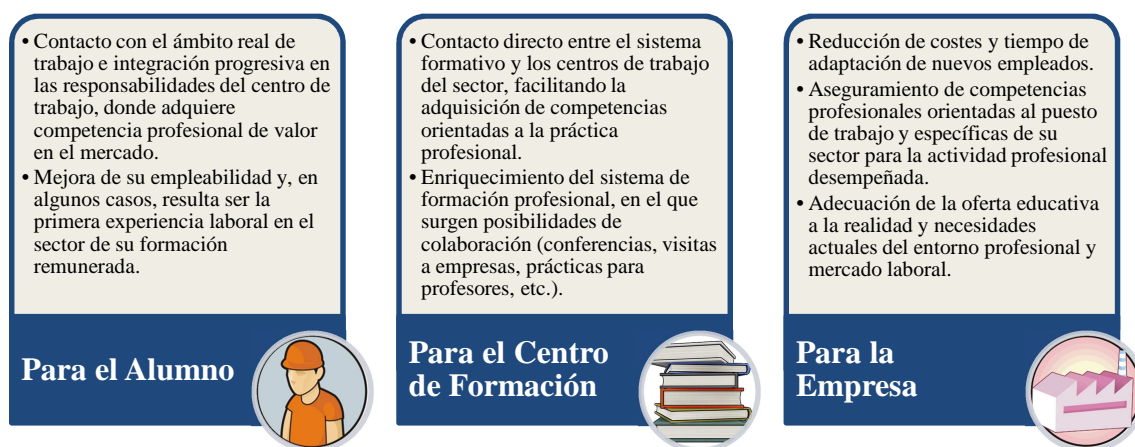 • Contacto con el ámbito real de
trabajo e integración progresiva en
las responsabilidades del centro de
trabajo, donde adquiere
competencia profesional de valor
en el mercado.
• Mejora de su empleabilidad y, en
algunos casos, resulta ser la
primera experiencia laboral en el
sector de su formación
remunerada.
Para el Alumno
• Contacto directo entre el sistema
formativo y los centros de trabajo
del sector, facilitando la
adquisición de competencias
orientadas a la práctica
profesional.
• Enriquecimiento del sistema de
formación profesional, en el que
surgen posibilidades de
colaboración (conferencias, visitas
a empresas, prácticas para
profesores, etc.).
Para el Centro
de Formación
• Reducción de costes y tiempo de
adaptación de nuevos empleados.
• Aseguramiento de competencias
profesionales orientadas al puesto
de trabajo y específicas de su
sector para la actividad profesional
desempeñada.
• Adecuación de la oferta educativa
a la realidad y necesidades
actuales del entorno profesional y
mercado laboral.
Para la
Empresa